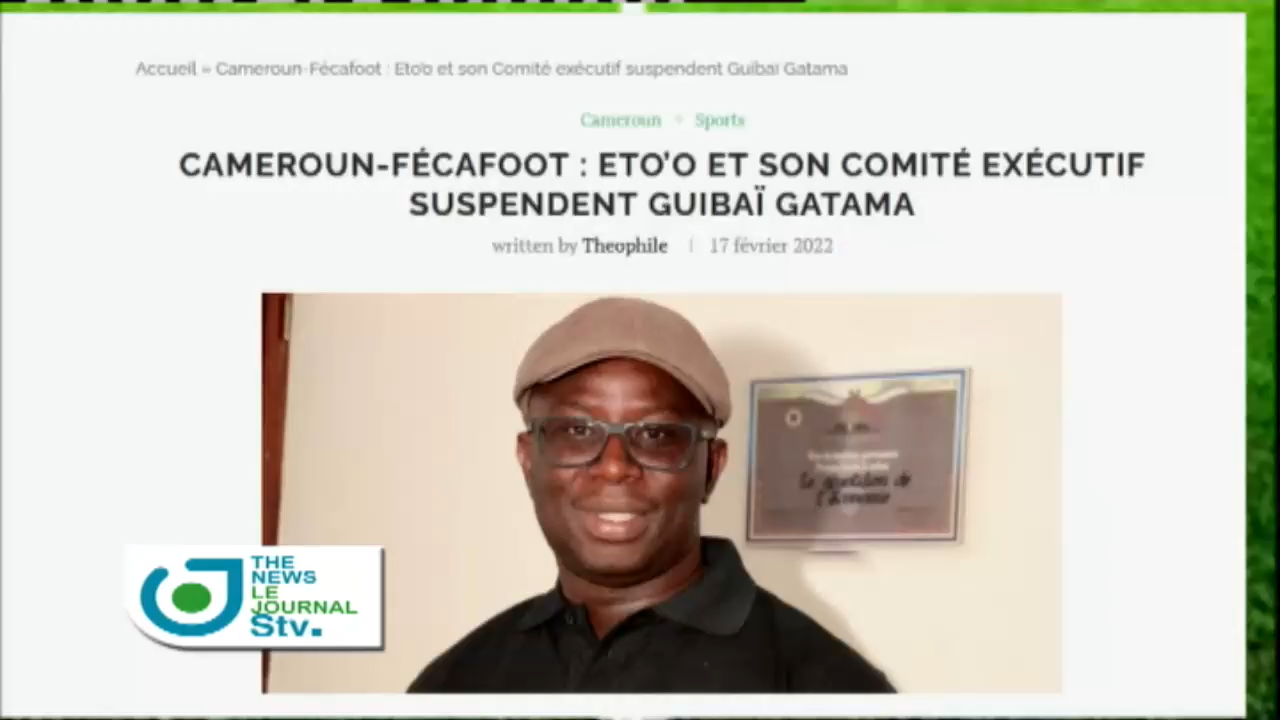 Accueil » Cameroun-Fécafoot : Eto'o et son Comité exécutif suspendent Guibaï Gatama
Cameroun
Sports
CAMEROUN-FÉCAFOOT : ETO'O ET SON COMITÉ EXÉCUTIF
SUSPENDENT GUIBAÏ GATAMA
written by Theophile | 17 février 2022
THE
NEWS
LE
JOURNAL
Stv.